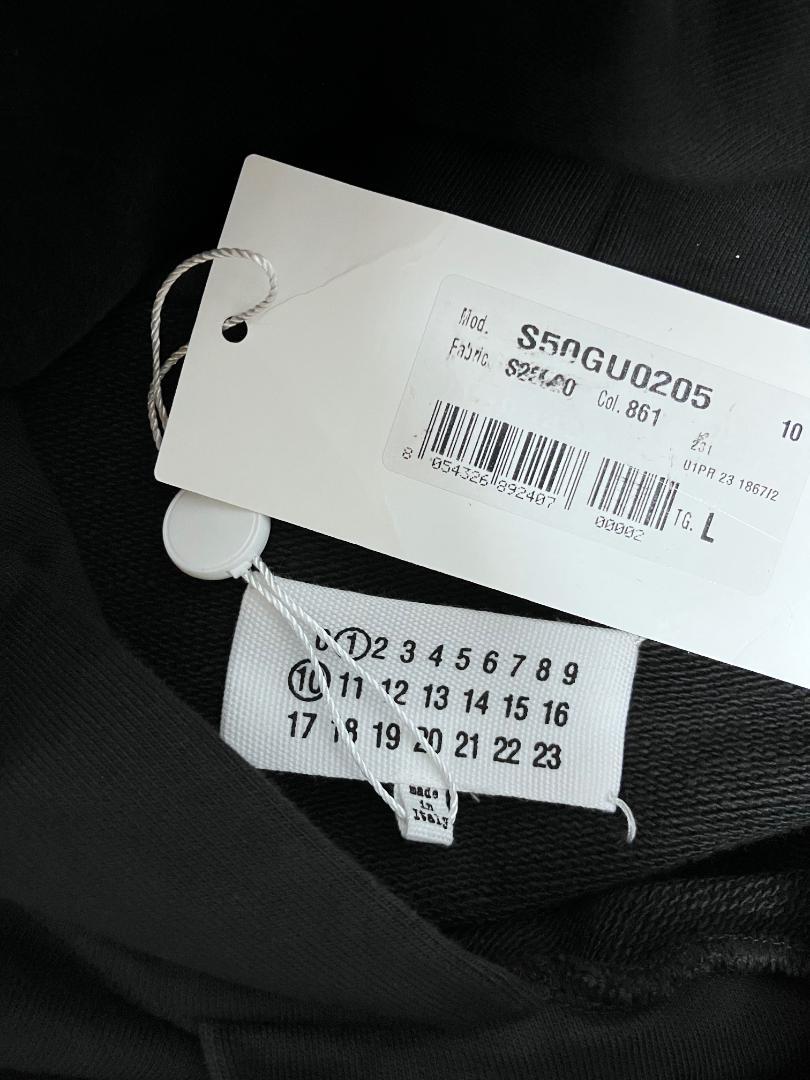 Mod. S50GU0205
Fabric. Col. 861 10
231
01PR 23 1867/2
8 054326 892407 00002 TG. L
0 1 2 3 4 5 6 7 8 9
10 11 12 13 14 15 16
17 18 19 20 21 22 23
made
in
Italy